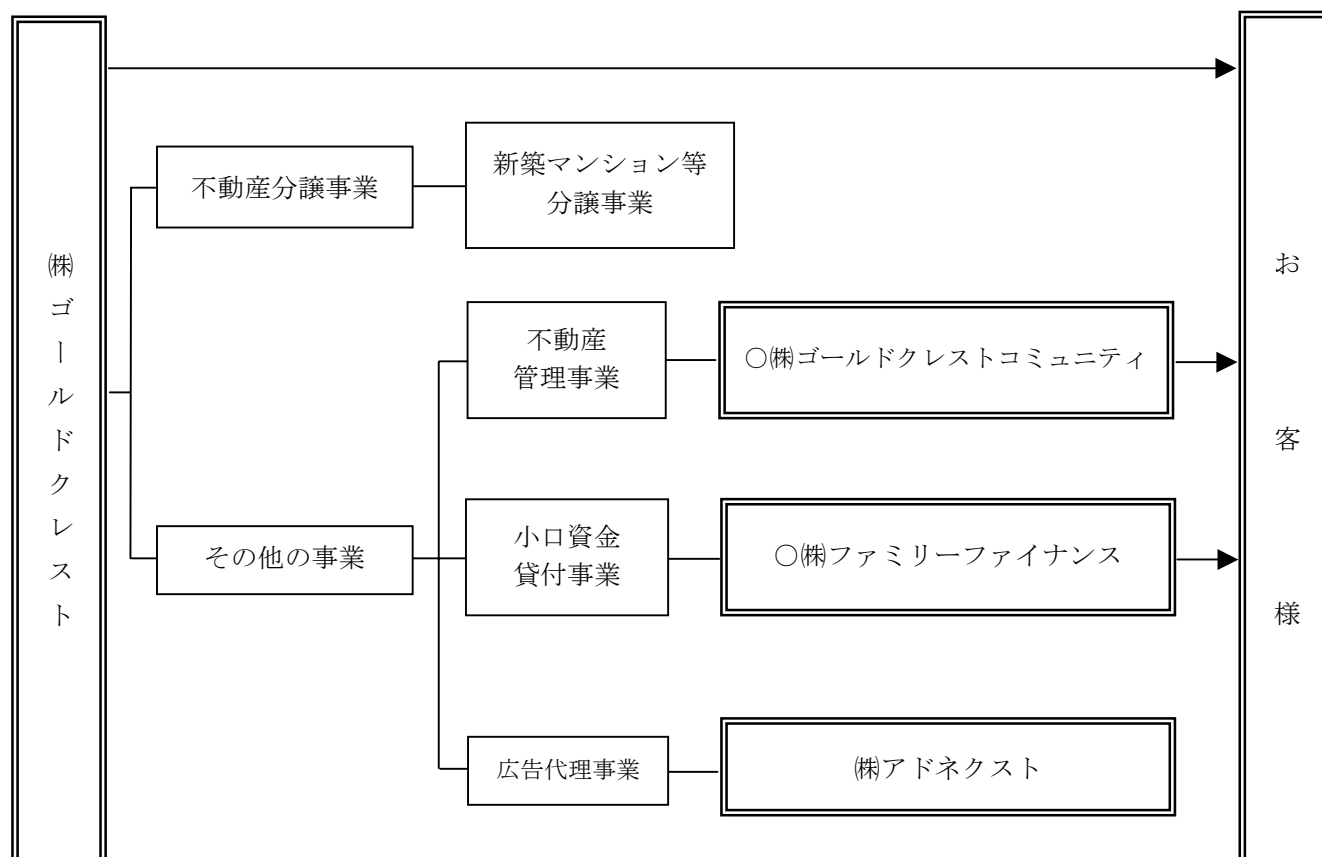 ㈱ゴールドクレスト
不動産分譲事業
新築マンション等
分譲事業
その他の事業
不動産
管理事業
○㈱ゴールドクレストコミュニティ
小口資金
貸付事業
○㈱ファミリーファイナンス
広告代理事業
㈱アドネクスト
お客様